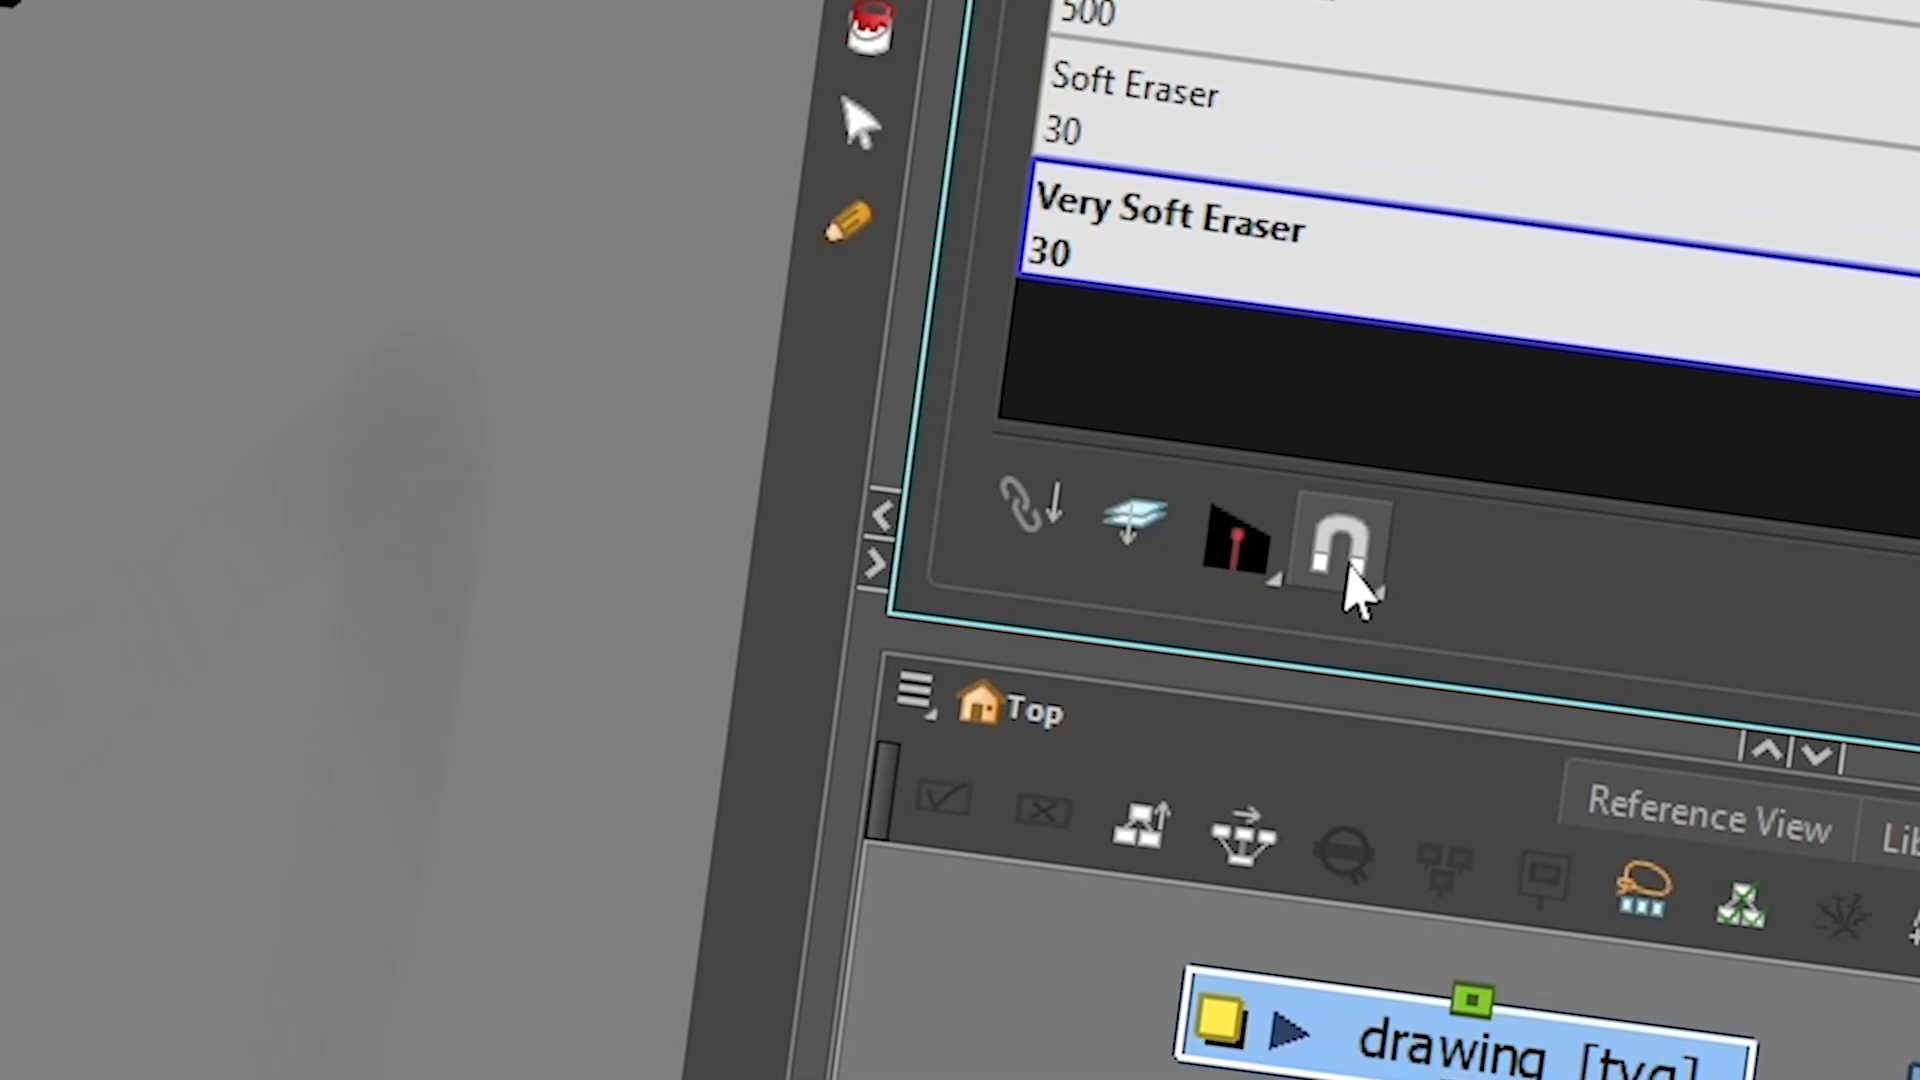 500
Soft Eraser
30
Very Soft Eraser
30
Top
Reference View
drawing [tvg]